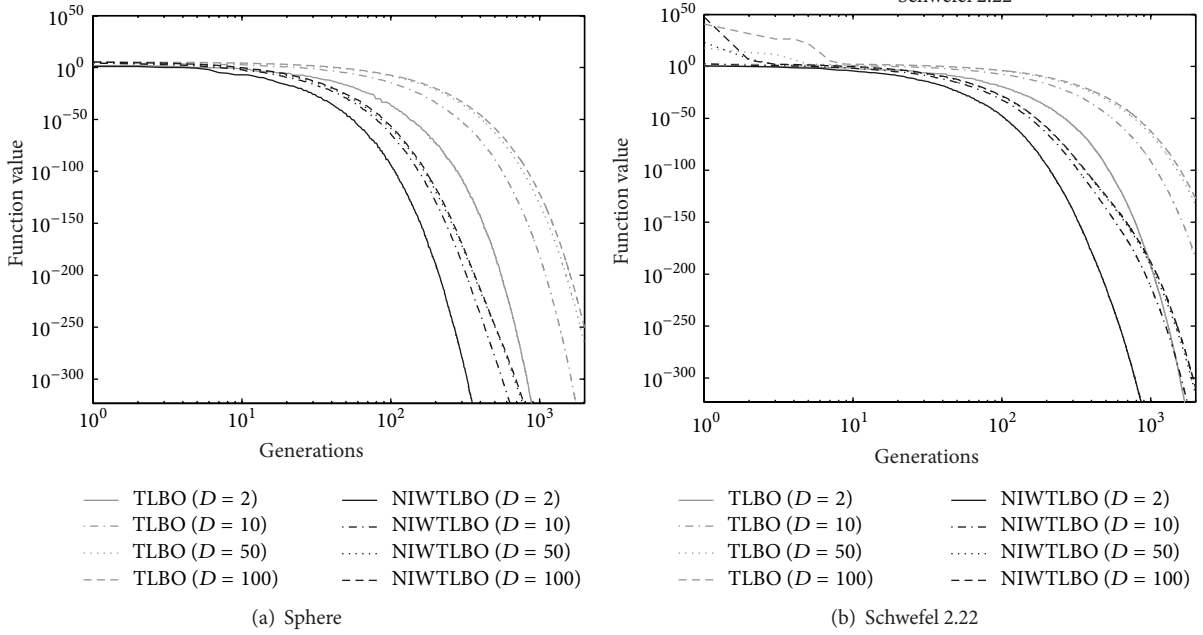 Schwefel 2.22
10^50
10^0
10^−50
10^−100
10^−150
10^−200
10^−250
10^−300
Function value
10^0
10^1
10^2
10^3
Generations
TLBO (D = 2)
TLBO (D = 10)
TLBO (D = 50)
TLBO (D = 100)
NIWTLBO (D = 2)
NIWTLBO (D = 10)
NIWTLBO (D = 50)
NIWTLBO (D = 100)
(a) Sphere
10^50
10^0
10^−50
10^−100
10^−150
10^−200
10^−250
10^−300
Function value
10^0
10^1
10^2
10^3
Generations
TLBO (D = 2)
TLBO (D = 10)
TLBO (D = 50)
TLBO (D = 100)
NIWTLBO (D = 2)
NIWTLBO (D = 10)
NIWTLBO (D = 50)
NIWTLBO (D = 100)
(b) Schwefel 2.22